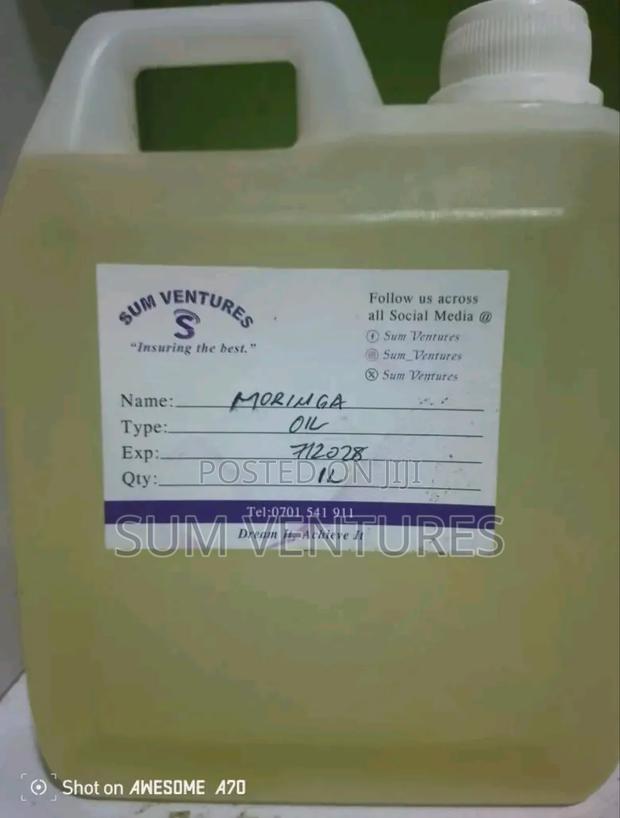 SUM VENTURES
S
"Insuring the best."
Follow us across
all Social Media @
Sum Ventures
Sum_Ventures
Sum Ventures
Name: MORINGA
Type: OIL
Exp: 7/2028
Qty: 1L
POSTED ON JIJI
Tel:0701 541 911
SUM VENTURES
Dream it, Achieve It
Shot on AWESOME A70